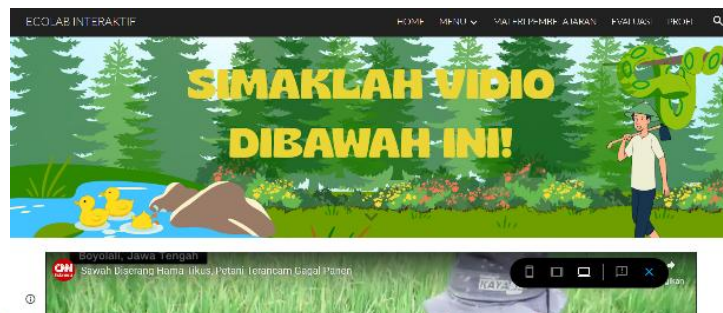 ECOLAB INTERAKTIF
HOME MENU MATERI PEMBELAJARAN EVALUASI PROFIL
SIMAKLAH VIDIO
DIBAWAH INI!
Boyolali, Jawa Tengah
CNN
Sawah Diserang Hama Tikus, Petani Terancam Gagal Panen